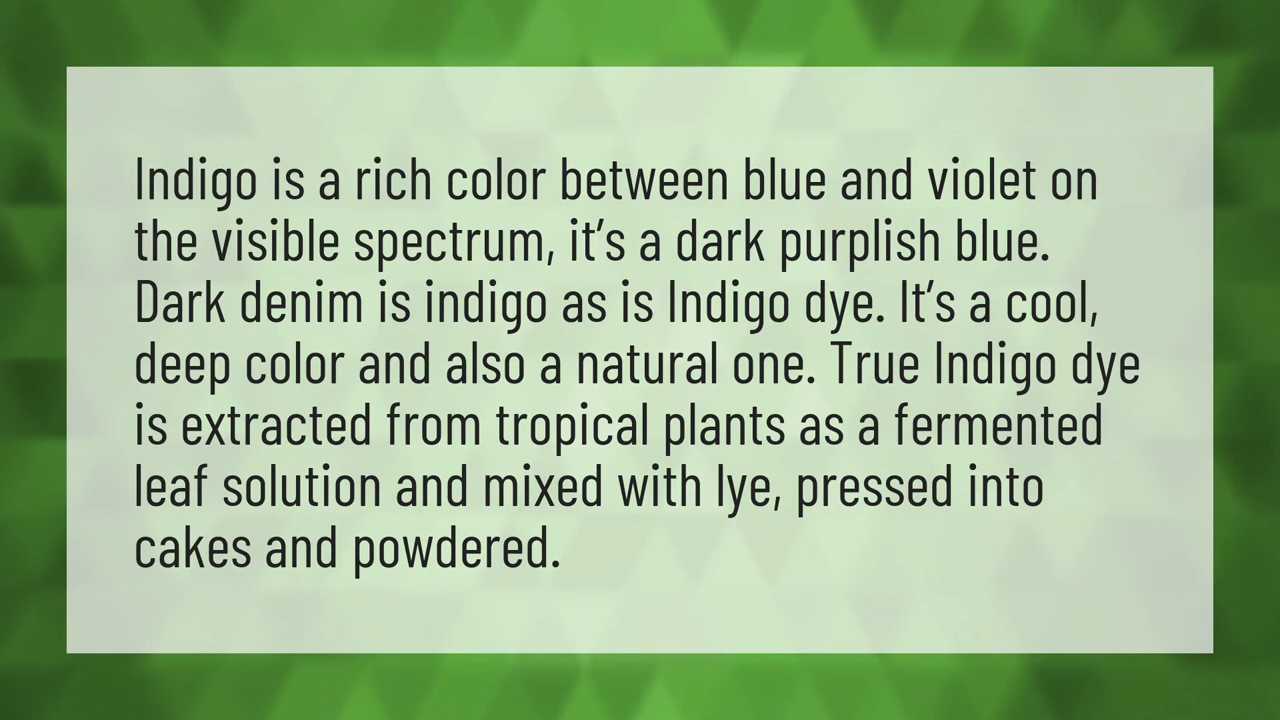 Indigo is a rich color between blue and violet on
the visible spectrum, it’s a dark purplish blue.
Dark denim is indigo as is Indigo dye. It’s a cool,
deep color and also a natural one. True Indigo dye
is extracted from tropical plants as a fermented
leaf solution and mixed with lye, pressed into
cakes and powdered.